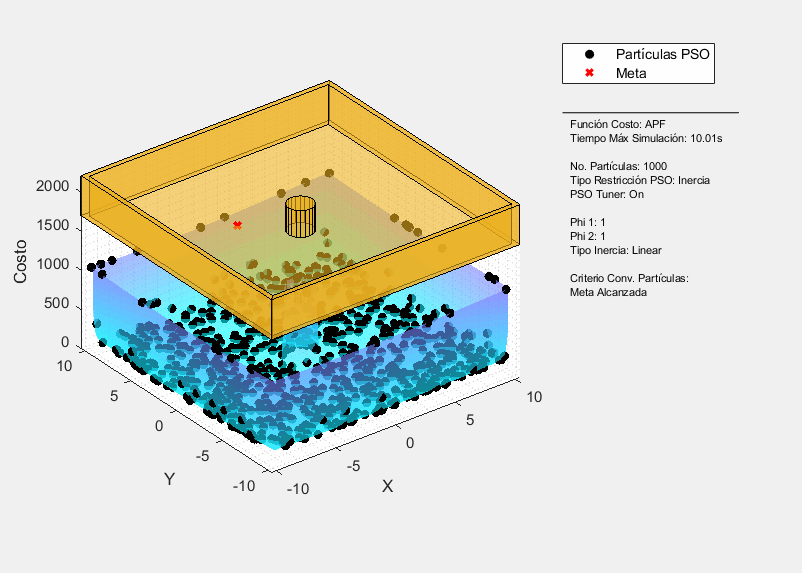 Partículas PSO
Meta
Función Costo: APF
Tiempo Máx Simulación: 10.01s
No. Partículas: 1000
Tipo Restricción PSO: Inercia
PSO Tuner: On
Phi 1: 1
Phi 2: 1
Tipo Inercia: Linear
Criterio Conv. Partículas:
Meta Alcanzada
Costo
2000
1500
1000
500
0
10
5
0
-5
-10
Y
-10
-5
0
5
10
X